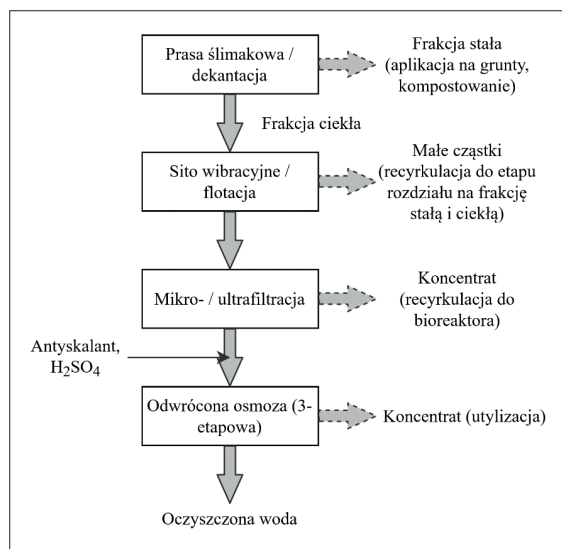 Prasa ślimakowa /
dekantacja
Frakcja stała
(aplikacja na grunty,
kompostowanie)
Frakcja ciekła
Sito wibracyjne /
flotacja
Małe cząstki
(recyrkulacja do etapu
rozdziału na frakcję
stałą i ciekłą)
Mikro- / ultrafiltracja
Koncentrat
(recyrkulacja do
bioreaktora)
Antyskalant,
H₂SO₄
Odwrócona osmoza (3-
etapowa)
Koncentrat (utylizacja)
Oczyszczona woda